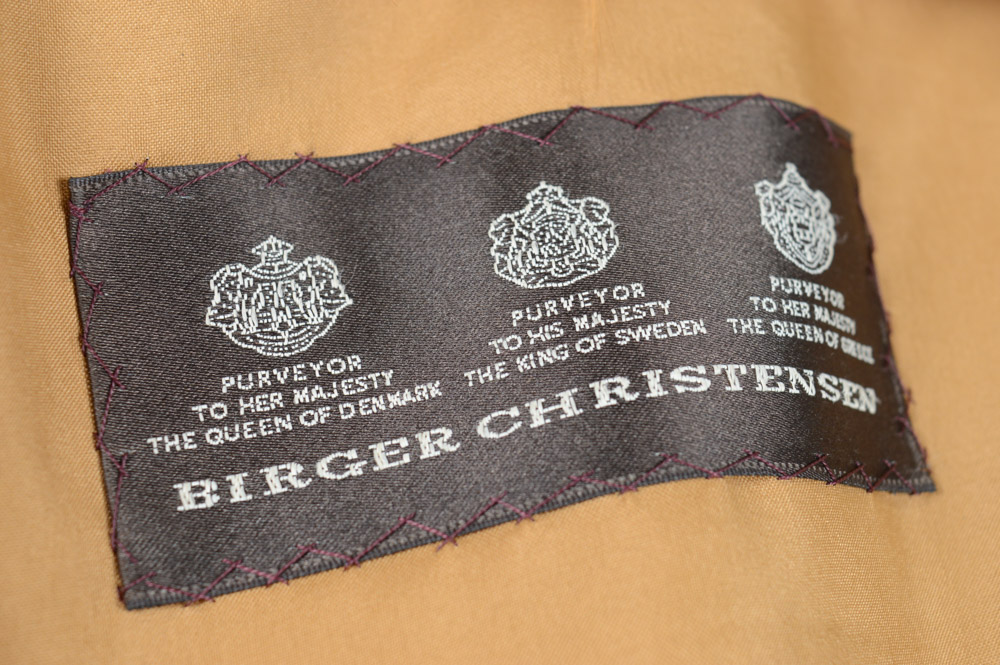 PURVEYOR
TO HER MAJESTY
THE QUEEN OF DENMARK
PURVEYOR
TO HIS MAJESTY
THE KING OF SWEDEN
PURVEYOR
TO HER MAJESTY
THE QUEEN OF GREECE
BIRGER CHRISTENSEN